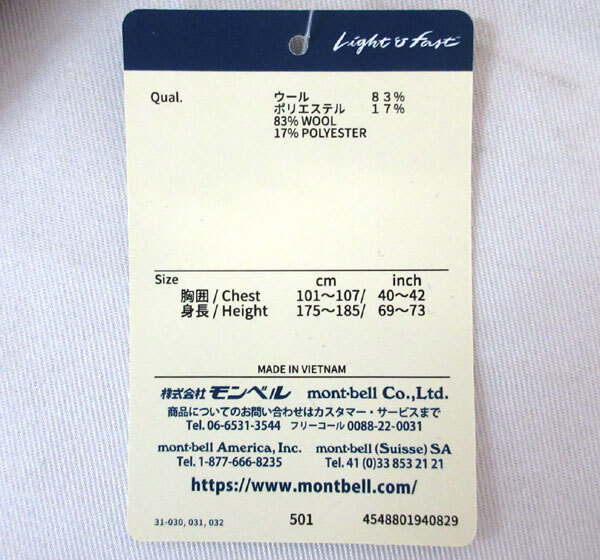 Light & Fast
Qual. ウール 83%
ポリエステル 17%
83% WOOL
17% POLYESTER
Size cm inch
胸囲 / Chest 101〜107/ 40〜42
身長 / Height 175〜185/ 69〜73
MADE IN VIETNAM
株式会社 モンベル mont-bell Co.,Ltd.
商品についてのお問い合わせはカスタマー・サービスまで
Tel. 06-6531-3544 フリーコール 0088-22-0031
mont-bell America, Inc. mont-bell (Suisse) SA
Tel. 1-877-666-8235 Tel. 41 (0)33 853 21 21
https://www.montbell.com/
31-030, 031, 032 501 4548801940829